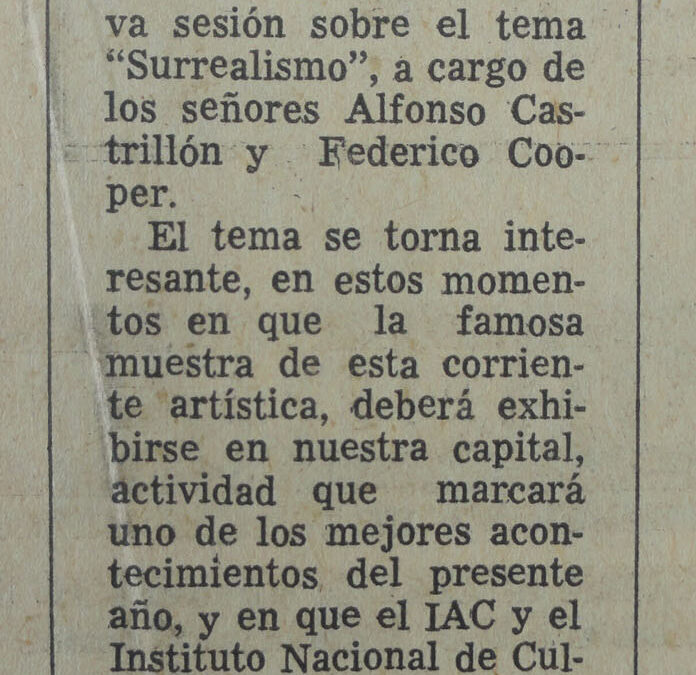 va sesión sobre el tema
“Surrealismo”, a cargo de
los señores Alfonso Cas-
trillón y Federico Coo-
per.
El tema se torna inte-
resante, en estos momen-
tos en que la famosa
muestra de esta corrien-
te artística, deberá exhi-
birse en nuestra capital,
actividad que marcará
uno de los mejores acon-
tecimientos del presente
año, y en que el IAC y el
Instituto Nacional de Cul-